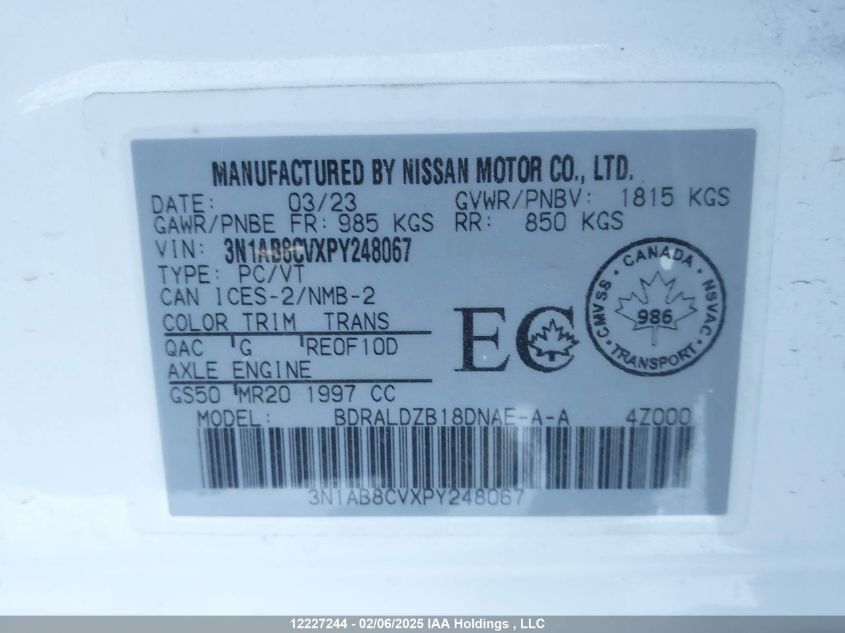 MANUFACTURED BY NISSAN MOTOR CO., LTD.
DATE: 03/23 GVWR/PNBV: 1815 KGS
GAWR/PNBE FR: 985 KGS RR: 850 KGS
VIN: 3N1AB8CVXPY248067
TYPE: PC/VT
CAN ICES-2/NMB-2
COLOR TRIM TRANS
QAC G RE0F10D
AXLE ENGINE
GS50 MR20 1997 CC
EC
CANADA
CMVSS NSVAC
986
TRANSPORT
MODEL: BDRALDZB18DNAE-A-A 4Z000
3N1AB8CVXPY248067
12227244 - 02/06/2025 IAA Holdings , LLC